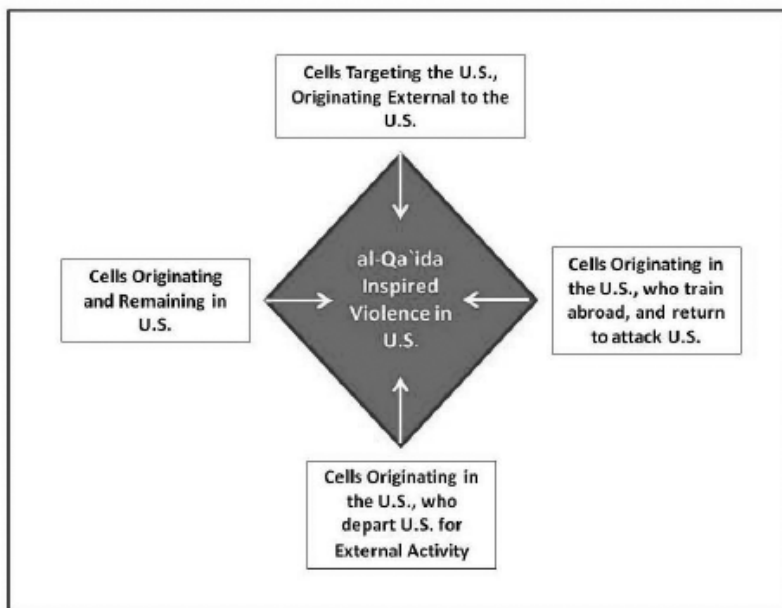 Cells Targeting the U.S.,
Originating External to the
U.S.
Cells Originating
and Remaining in
U.S.
al-Qa`ida
Inspired
Violence in
U.S.
Cells Originating in
the U.S., who train
abroad, and return
to attack U.S.
Cells Originating in
the U.S., who
depart U.S. for
External Activity